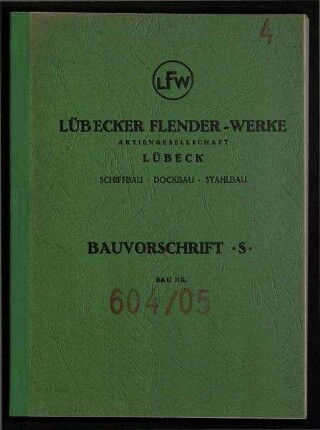 4
LFW
LÜBECKER FLENDER-WERKE
AKTIENGESELLSCHAFT
LÜBECK
SCHIFFBAU · DOCKBAU · STAHLBAU
BAUVORSCHRIFT ·S·
BAU NR.
604/05